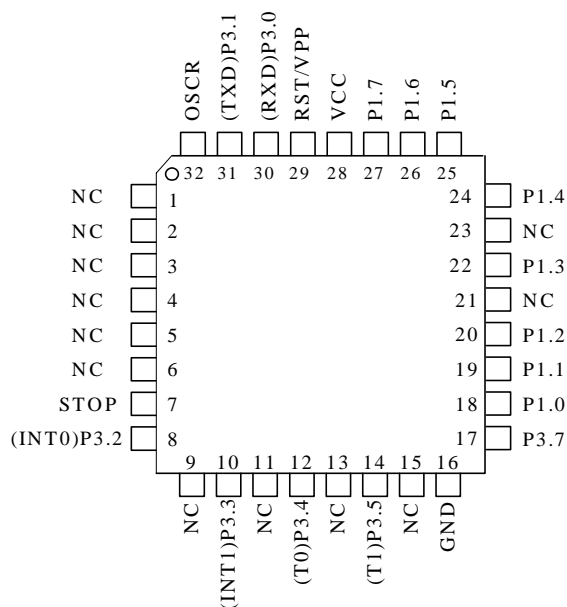 OSCR
(TXD)P3.1
(RXD)P3.0
RST/VPP
VCC
P1.7
P1.6
P1.5
32 31 30 29 28 27 26 25
NC 1
NC 2
NC 3
NC 4
NC 5
NC 6
STOP 7
(INT0)P3.2 8
24 P1.4
23 NC
22 P1.3
21 NC
20 P1.2
19 P1.1
18 P1.0
17 P3.7
9 10 11 12 13 14 15 16
NC
(INT1)P3.3
NC
(T0)P3.4
NC
(T1)P3.5
NC
GND